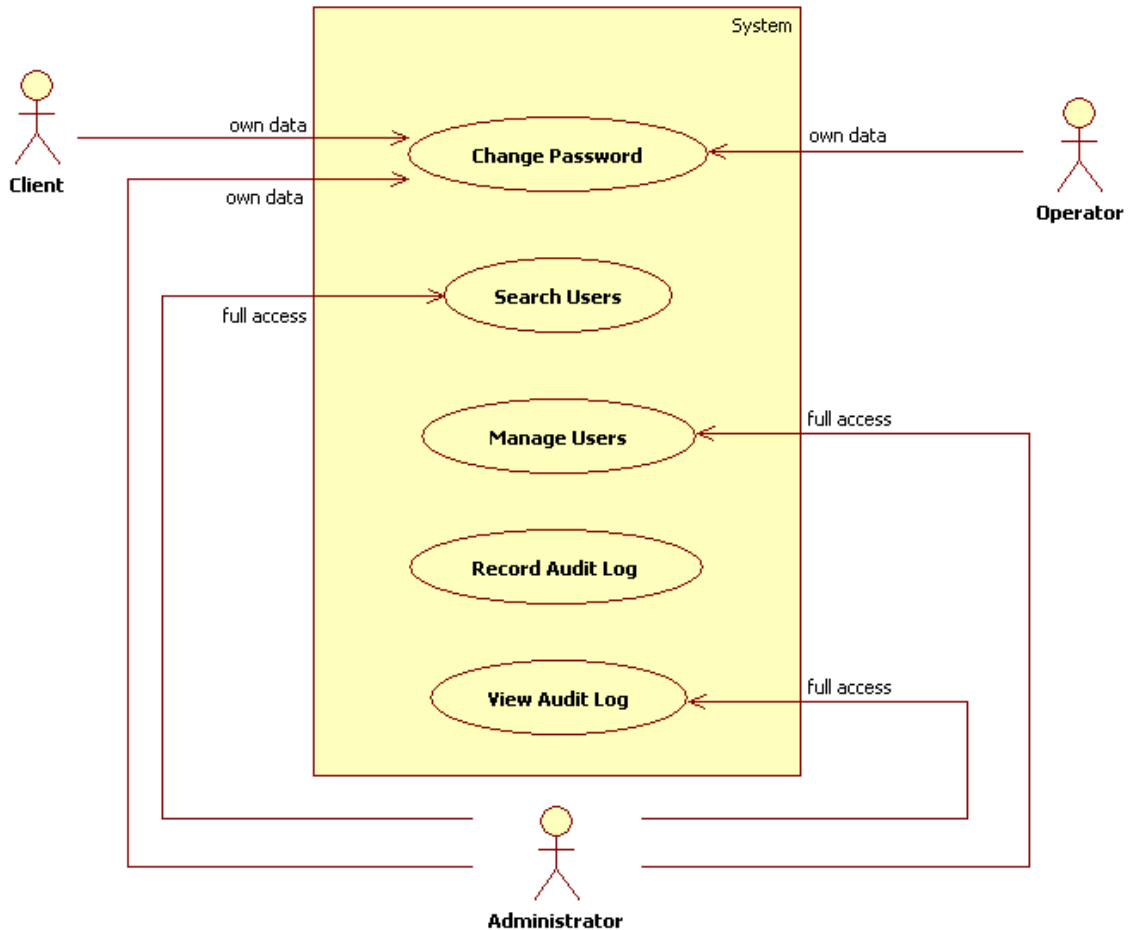 System
own data
Change Password
own data
Client
own data
Operator
Search Users
full access
Manage Users
full access
Record Audit Log
View Audit Log
full access
Administrator